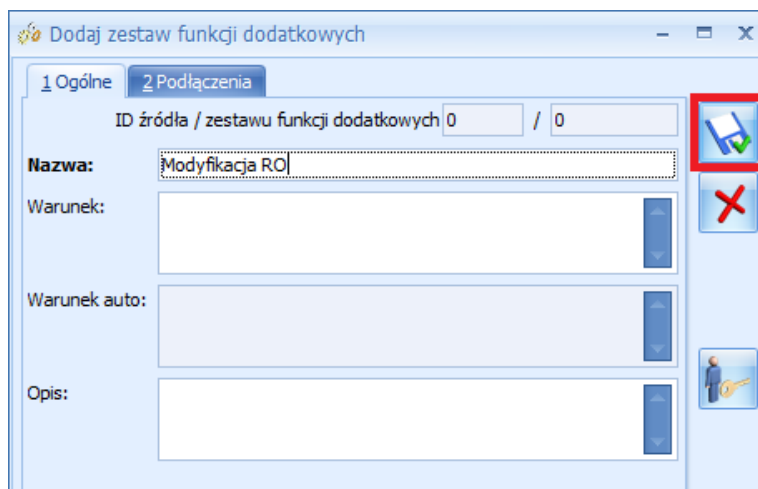 Dodaj zestaw funkcji dodatkowych
1 Ogólne 2 Podłączenia
ID źródła / zestawu funkcji dodatkowych 0 / 0
Nazwa: Modyfikacja RO
Warunek:
Warunek auto:
Opis: